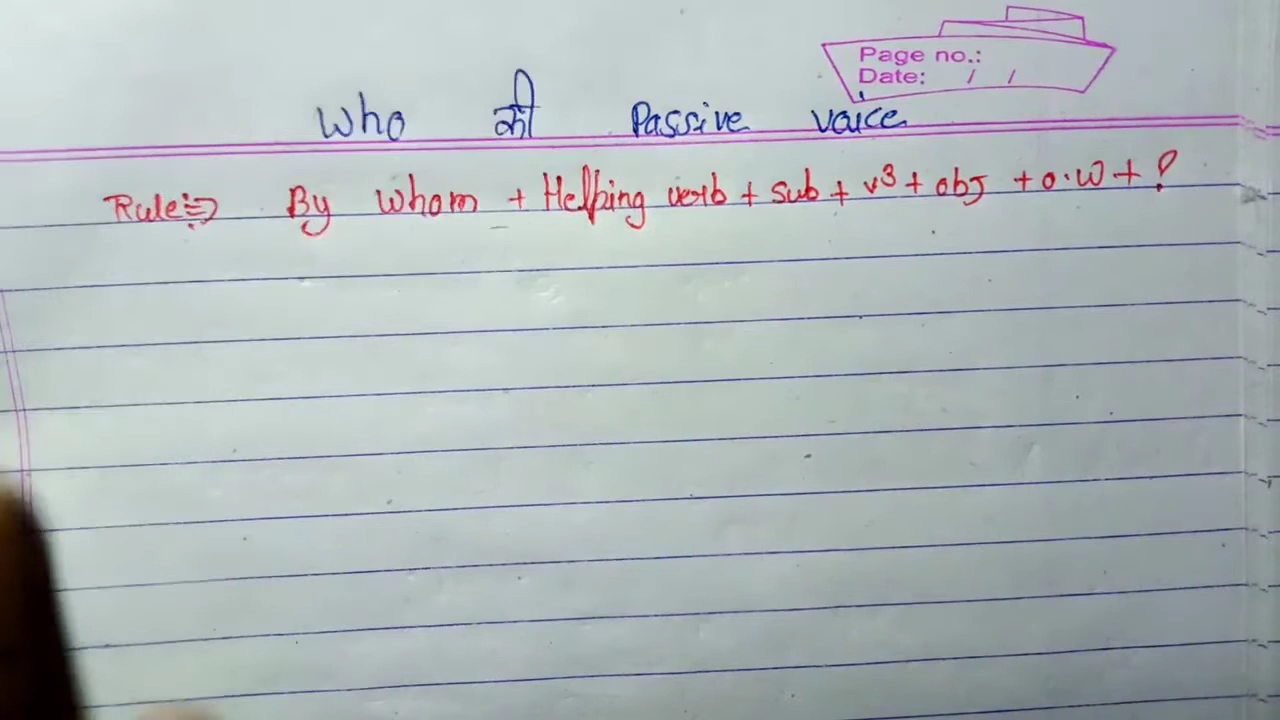 Page no.:
Date: / /
Who की Passive voice
Rule:⇒ By whom + Helping verb + sub + v³ + obj + o.w + ?